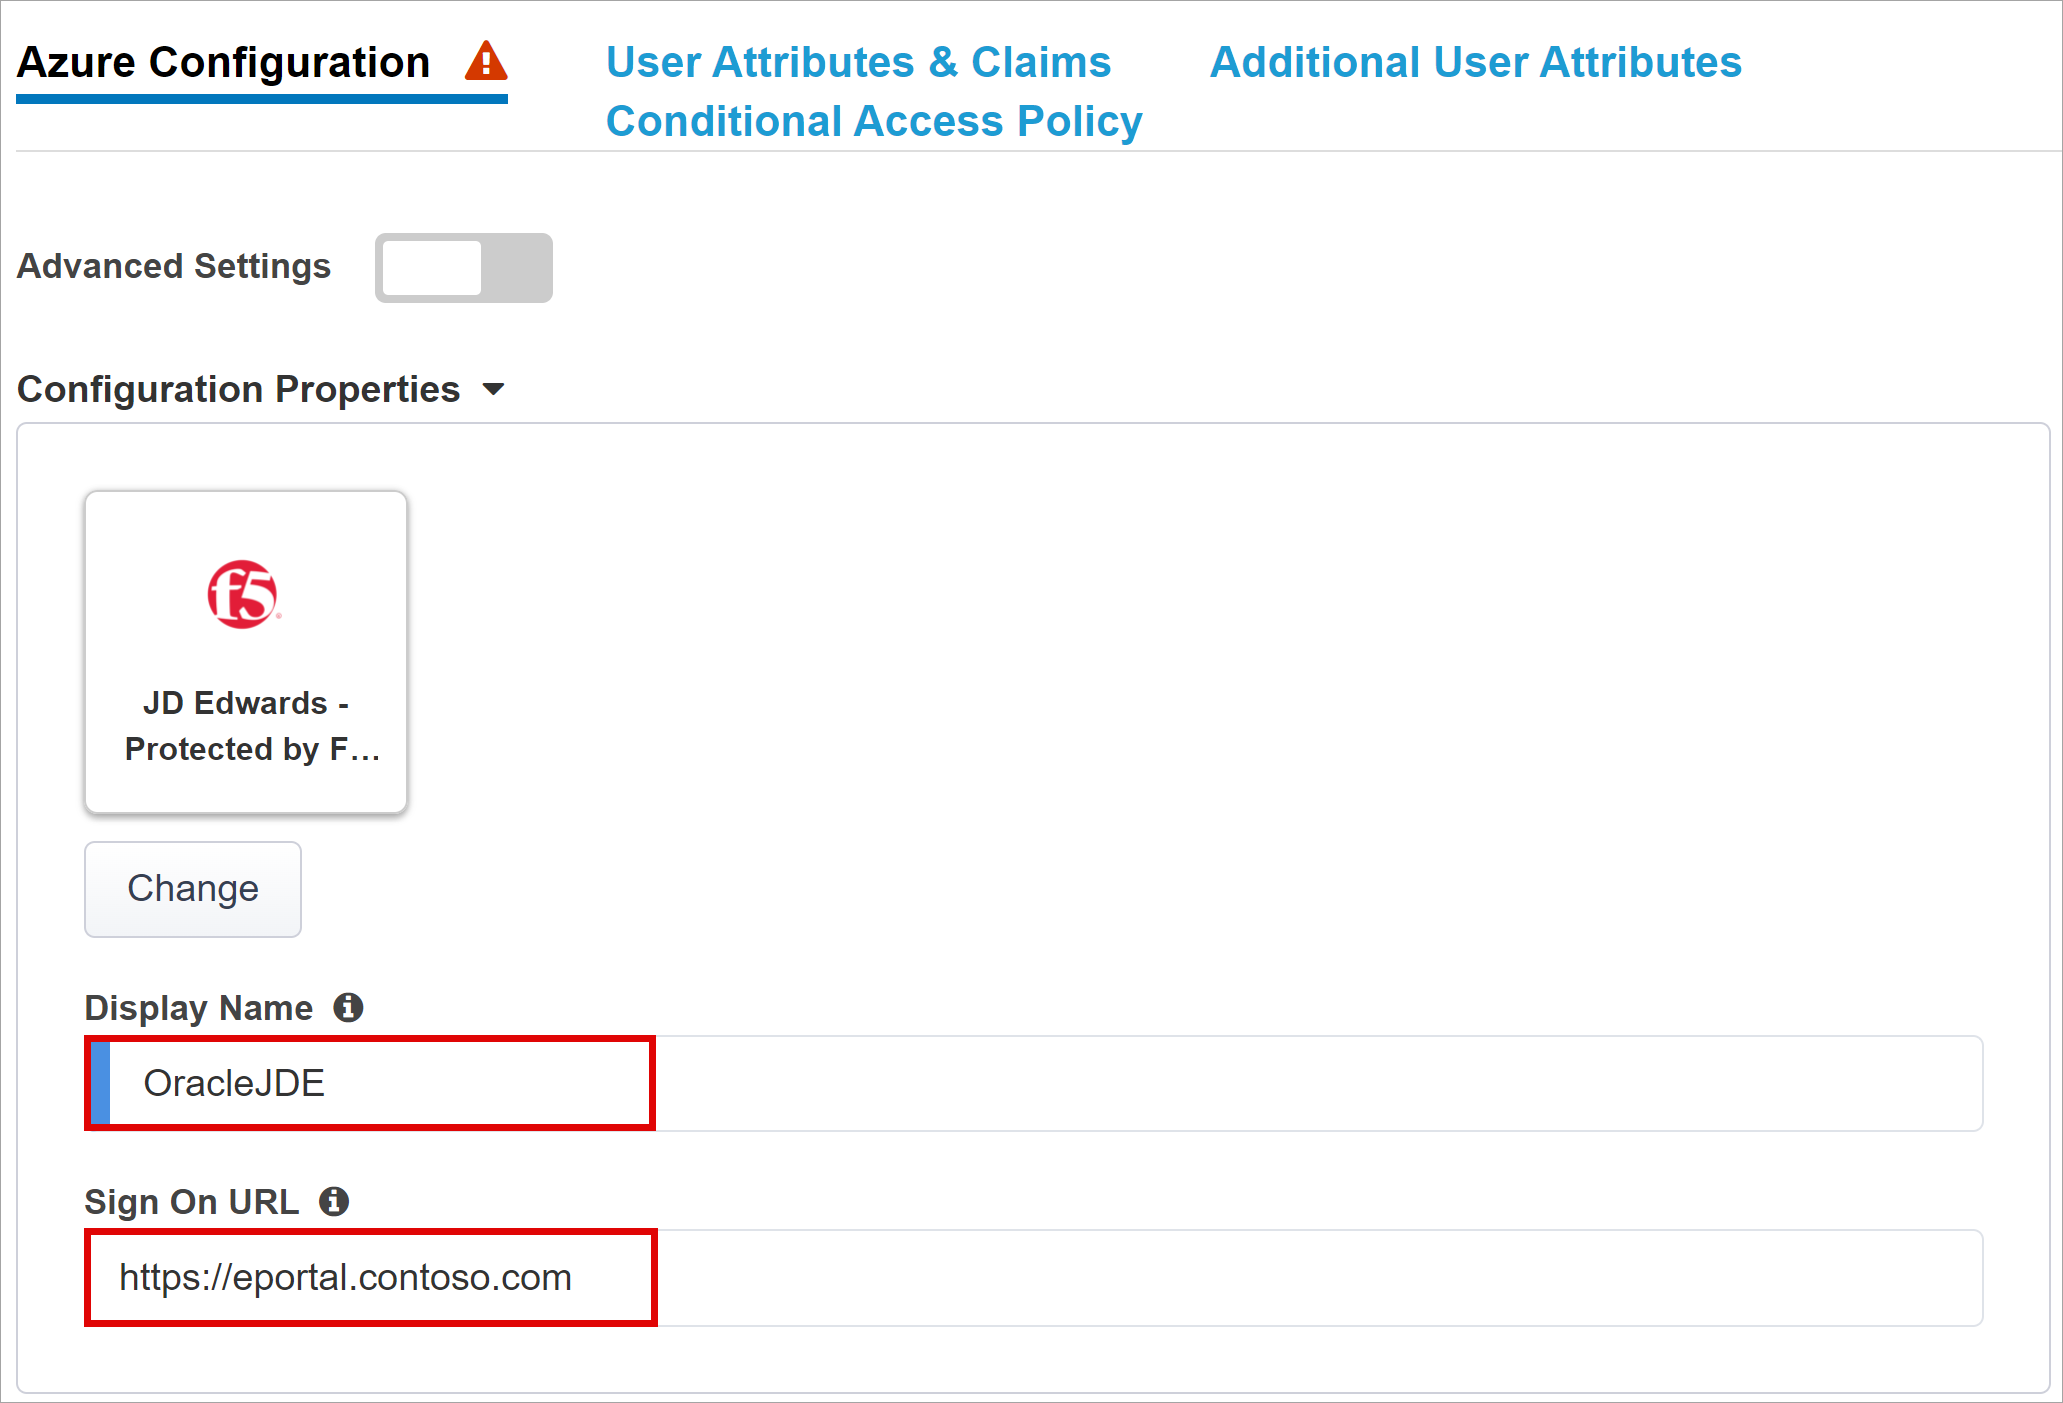 Azure Configuration
User Attributes & Claims
Additional User Attributes
Conditional Access Policy
Advanced Settings
Configuration Properties
f5
JD Edwards -
Protected by F...
Change
Display Name
OracleJDE
Sign On URL
https://eportal.contoso.com